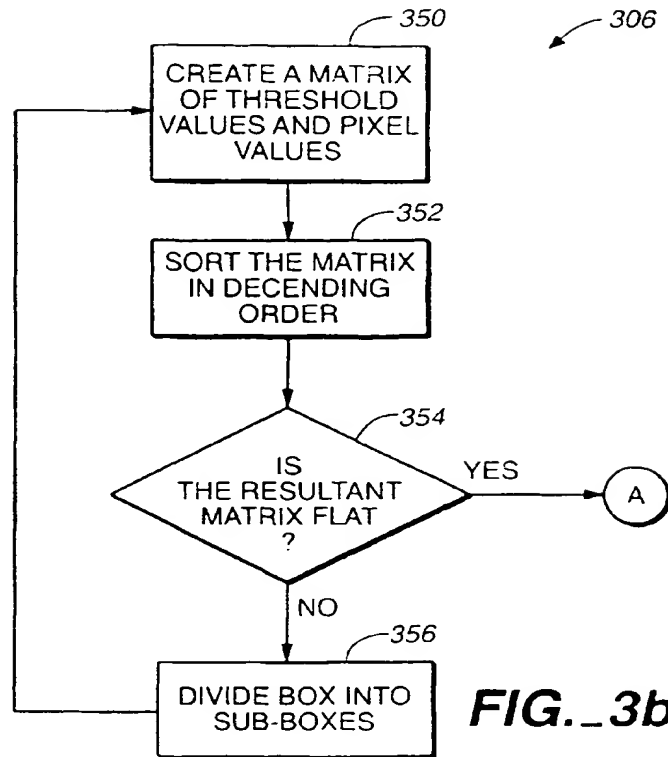 350
306
CREATE A MATRIX
OF THRESHOLD
VALUES AND PIXEL
VALUES
352
SORT THE MATRIX
IN DECENDING
ORDER
354
IS
THE RESULTANT
MATRIX FLAT
?
YES
A
NO
356
DIVIDE BOX INTO
SUB-BOXES
FIG._3b